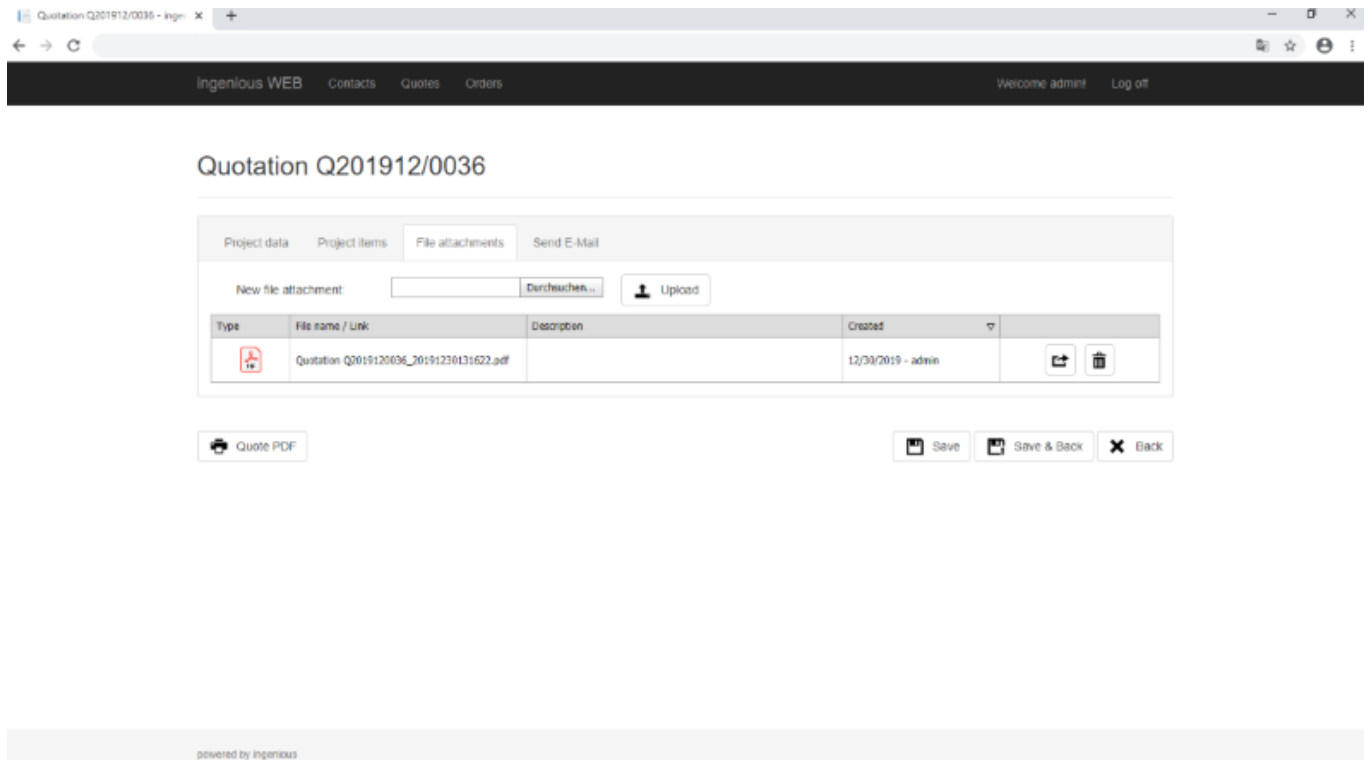 Quotation Q201912/0036 - inge
ingenious WEB Contacts Quotes Orders Welcome admin! Log off
Quotation Q201912/0036
Project data Project items File attachments Send E-Mail
New file attachment: Durchsuchen... Upload
Type File name / Link Description Created
Quotation Q2019120036_20191230131622.pdf 12/30/2019 - admin
Quote PDF Save Save & Back Back
powered by ingenious